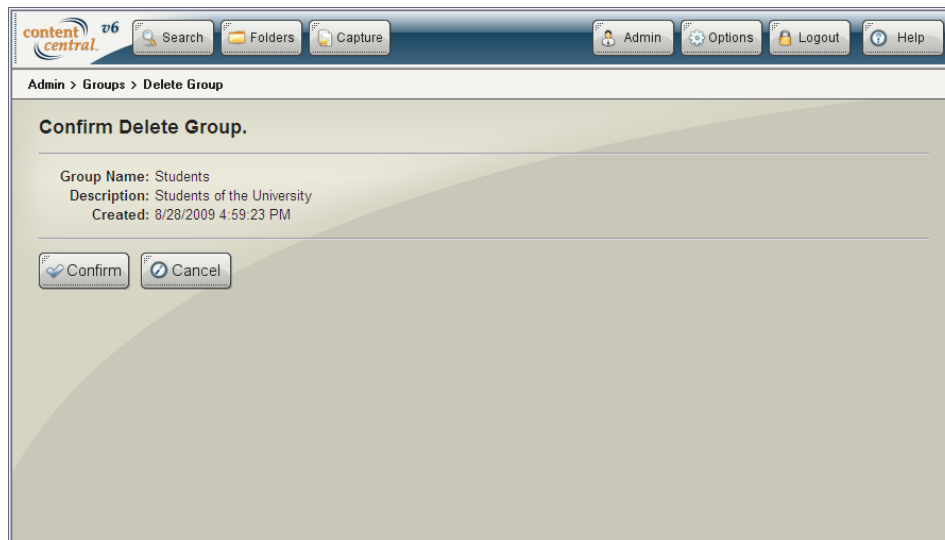 content central. v6 Search Folders Capture Admin Options Logout Help
Admin > Groups > Delete Group
Confirm Delete Group.
Group Name: Students
Description: Students of the University
Created: 8/28/2009 4:59:23 PM
Confirm Cancel